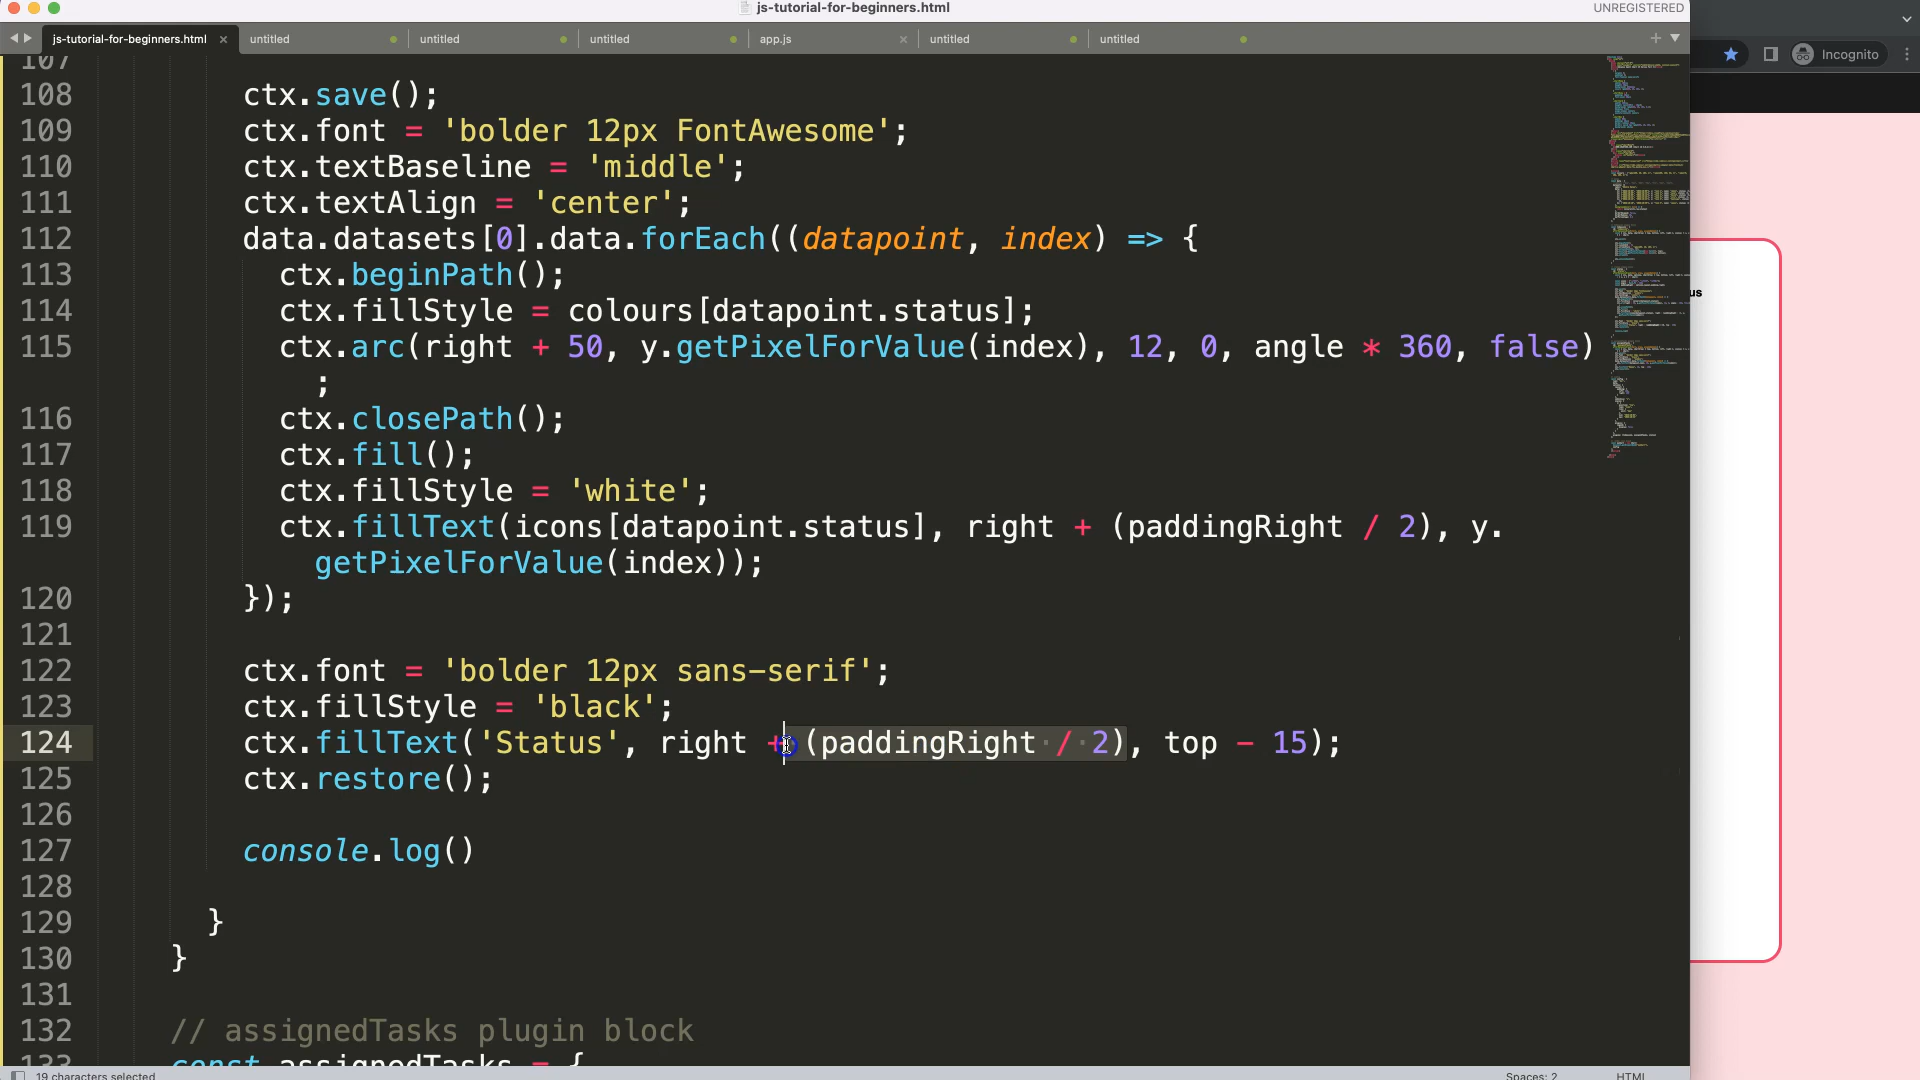 js-tutorial-for-beginners.html
UNREGISTERED
js-tutorial-for-beginners.html × untitled untitled untitled app.js × untitled untitled
Incognito
107
108 ctx.save();
109 ctx.font = 'bolder 12px FontAwesome';
110 ctx.textBaseline = 'middle';
111 ctx.textAlign = 'center';
112 data.datasets[0].data.forEach((datapoint, index) => {
113 ctx.beginPath();
114 ctx.fillStyle = colours[datapoint.status];
115 ctx.arc(right + 50, y.getPixelForValue(index), 12, 0, angle * 360, false)
;
116 ctx.closePath();
117 ctx.fill();
118 ctx.fillStyle = 'white';
119 ctx.fillText(icons[datapoint.status], right + (paddingRight / 2), y.
getPixelForValue(index));
120 });
121
122 ctx.font = 'bolder 12px sans-serif';
123 ctx.fillStyle = 'black';
124 ctx.fillText('Status', right + (paddingRight / 2), top - 15);
125 ctx.restore();
126
127 console.log()
128
129 }
130 }
131
132 // assignedTasks plugin block
133 const assignedTasks = {
us
19 characters selected
Spaces: 2
HTML